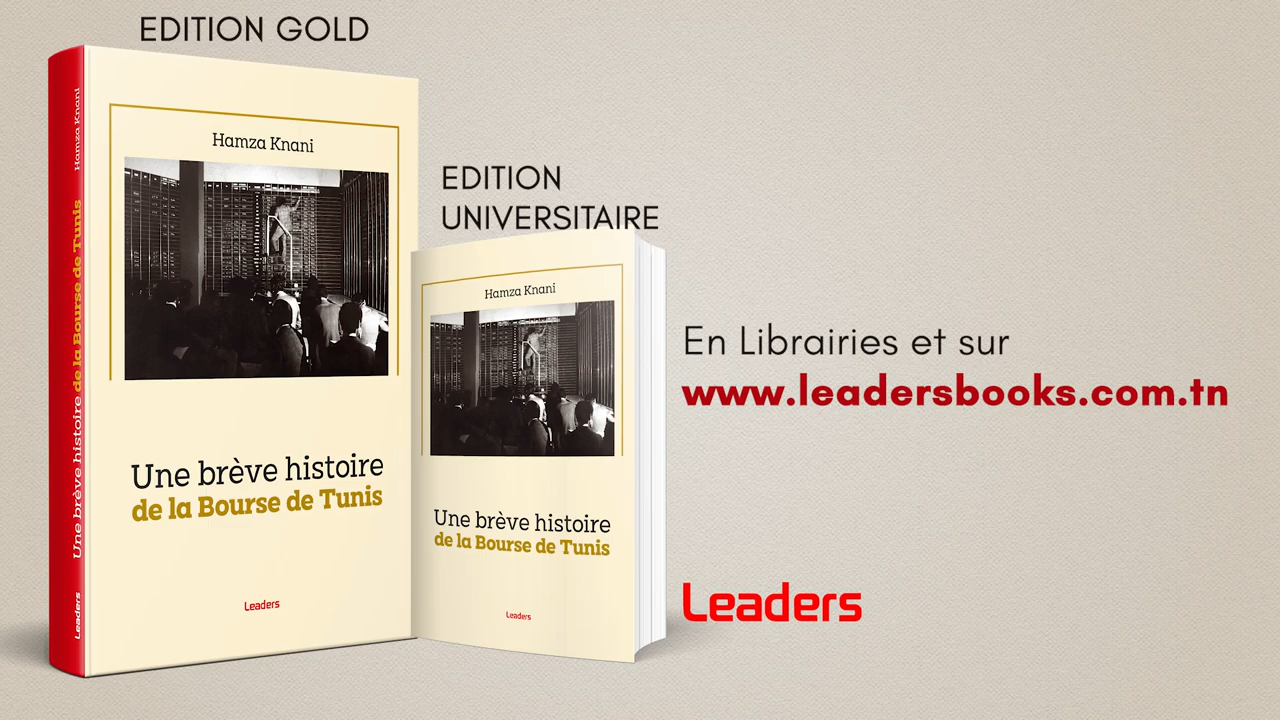 EDITION GOLD
Hamza Knani
Une brève histoire
de la Bourse de Tunis
Leaders
Hamza Knani
Une brève histoire de la Bourse de Tunis
Leaders
EDITION
UNIVERSITAIRE
Hamza Knani
Une brève histoire
de la Bourse de Tunis
Leaders
En Librairies et sur
www.leadersbooks.com.tn
Leaders